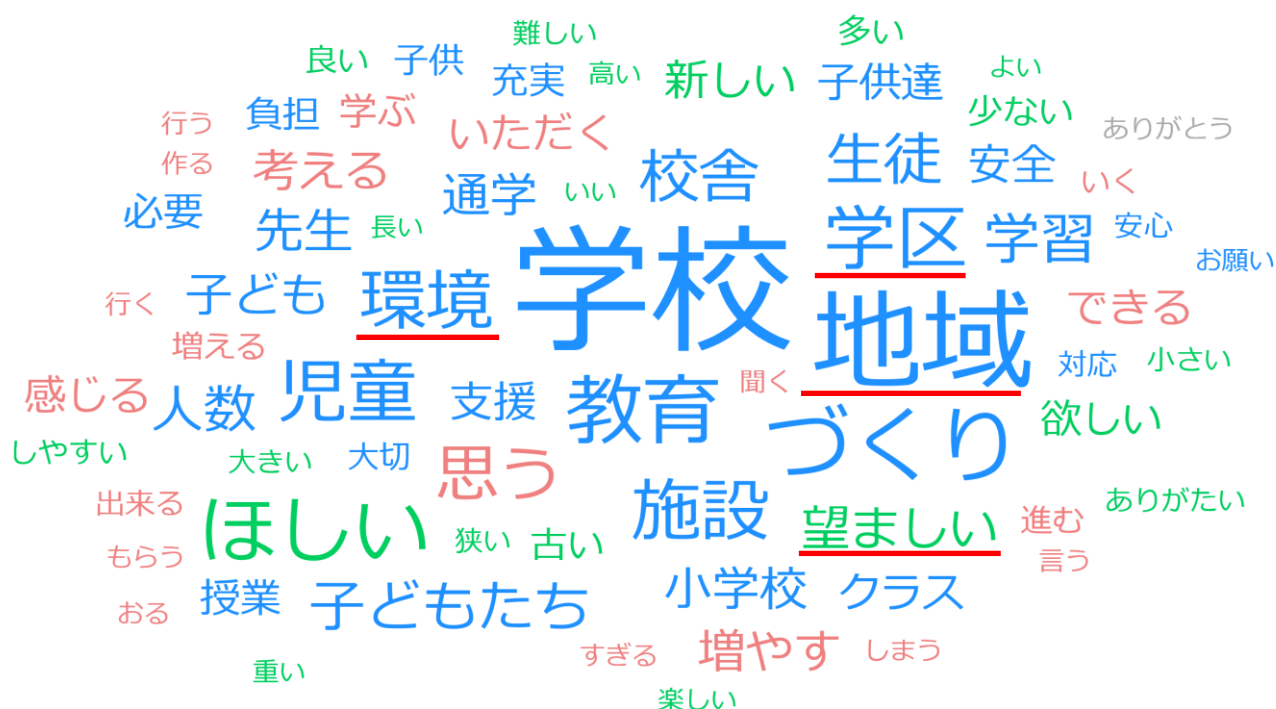 難しい 多い
良い 子供 充実 高い 新しい 子供達 よい
行う 負担 学ぶ いただく 少ない ありがとう
作る 考える 校舎 生徒 安全 いく
必要 先生 長い 通学 いい 学区 学習 安心
お願い
行く 子ども 環境 学校 地域 できる
増える 対応 小さい
感じる 人数 児童 支援 教育 聞く 欲しい
しやすい 大きい 大切 思う づくり
出来る ほしい 狭い 古い 施設 望ましい 進む ありがたい
もらう 言う
おる 授業 子どもたち 小学校 クラス
重い すぎる 増やす しまう
楽しい